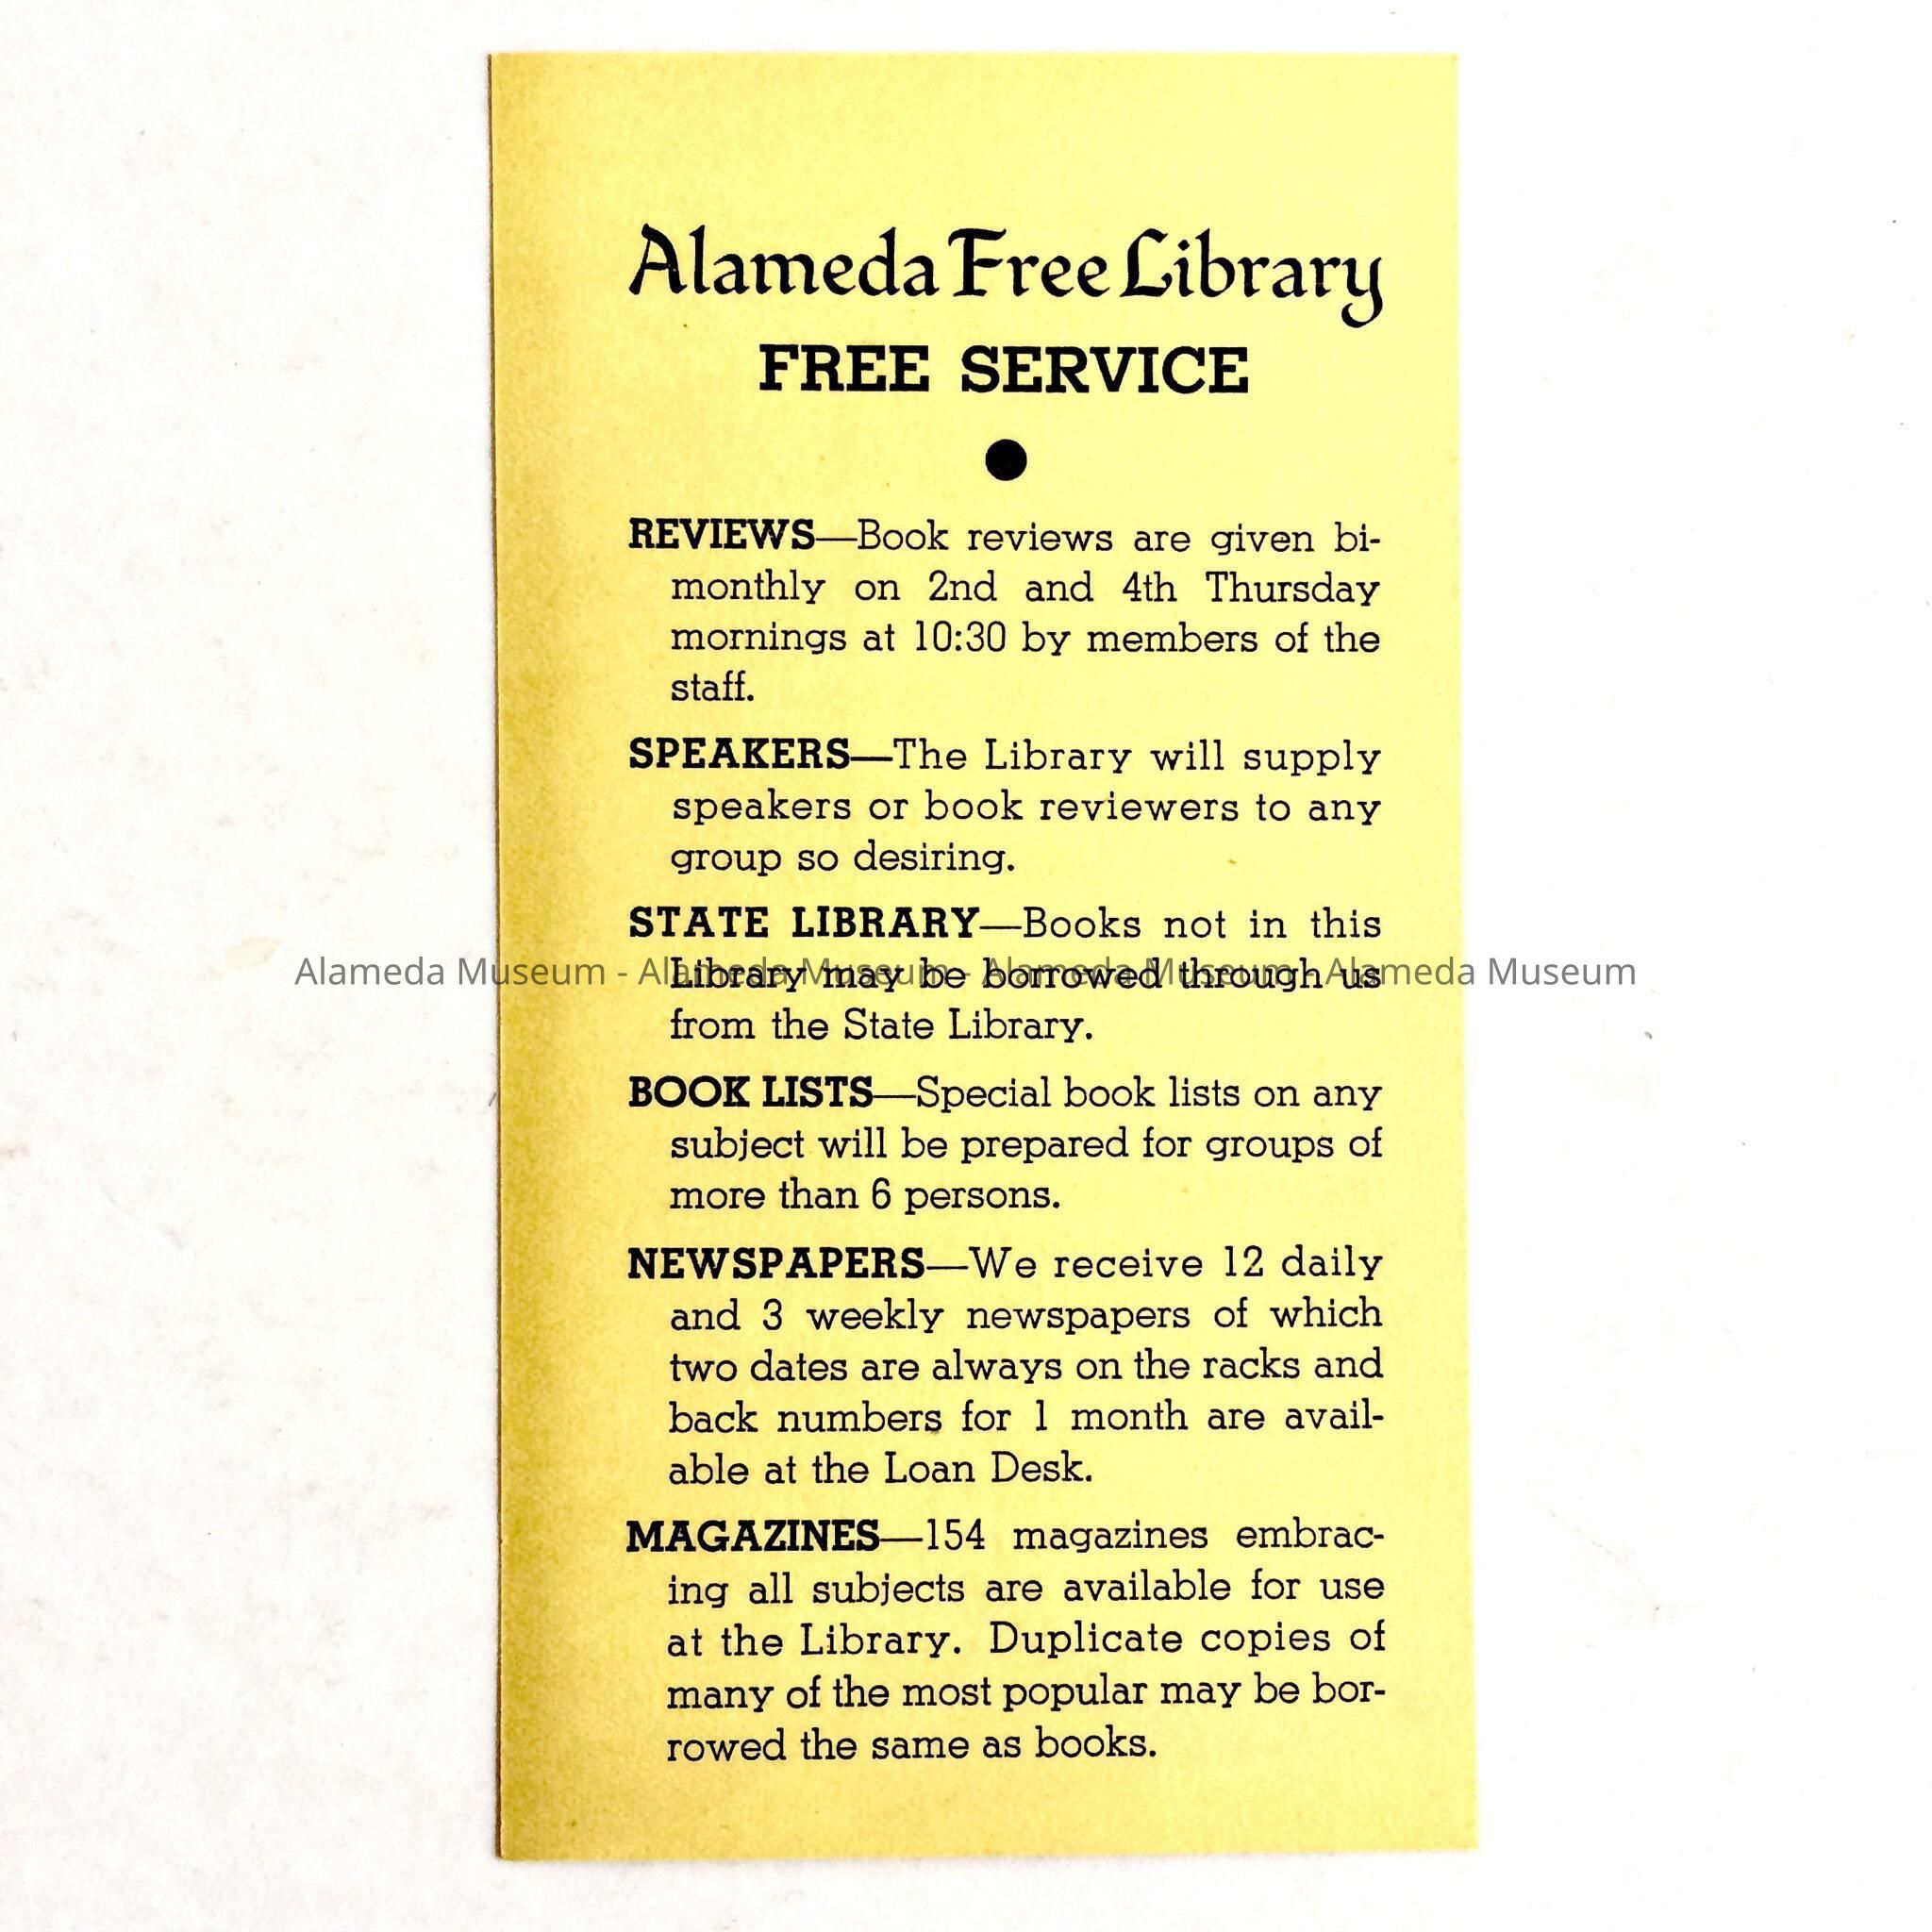 Alameda Free Library
FREE SERVICE
REVIEWS—Book reviews are given bi-
monthly on 2nd and 4th Thursday
mornings at 10:30 by members of the
staff.
SPEAKERS—The Library will supply
speakers or book reviewers to any
group so desiring.
STATE LIBRARY—Books not in this
Library may be borrowed through us
Alameda Museum - Alameda Museum - Alameda Museum - Alameda Museum
from the State Library.
BOOK LISTS—Special book lists on any
subject will be prepared for groups of
more than 6 persons.
NEWSPAPERS—We receive 12 daily
and 3 weekly newspapers of which
two dates are always on the racks and
back numbers for 1 month are avail-
able at the Loan Desk.
MAGAZINES—154 magazines embrac-
ing all subjects are available for use
at the Library. Duplicate copies of
many of the most popular may be bor-
rowed the same as books.